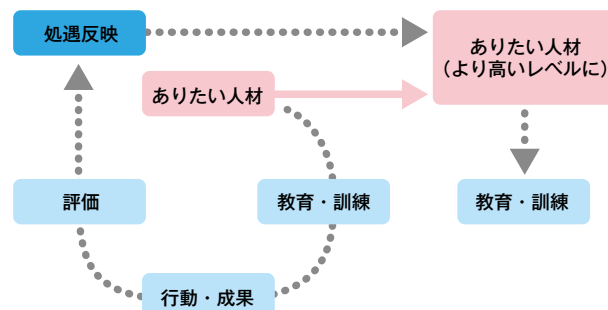 処遇反映
ありたい人材
(より高いレベルに)
ありたい人材
評価
教育・訓練
教育・訓練
行動・成果